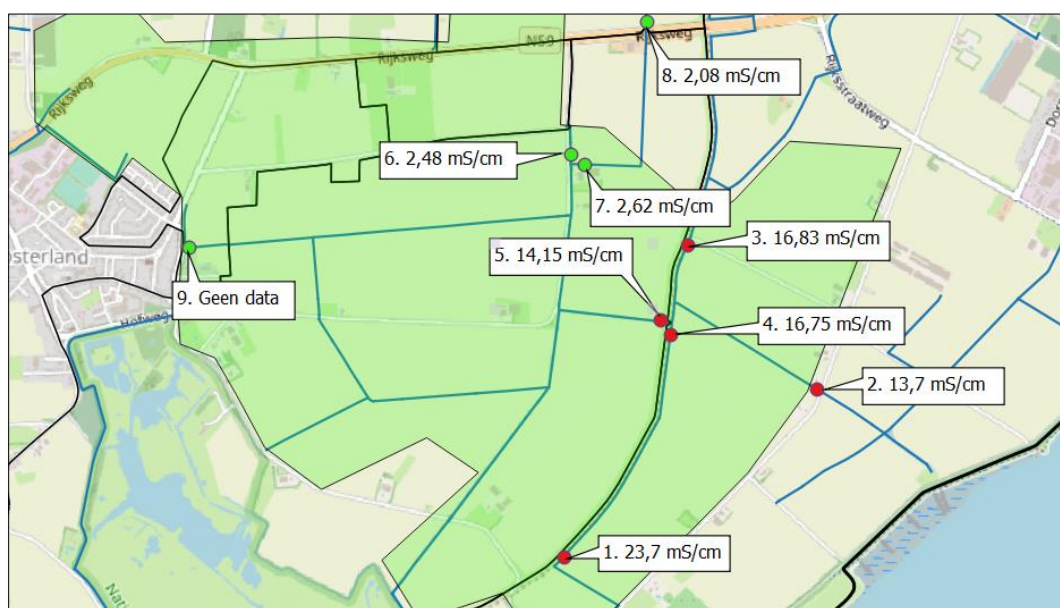 N59
Rijksweg
Rijksweg
8. 2,08 mS/cm
Rijksweg
Rijksstraatweg
6. 2,48 mS/cm
7. 2,62 mS/cm
3. 16,83 mS/cm
5. 14,15 mS/cm
osterland
9. Geen data
Hofweg
4. 16,75 mS/cm
2. 13,7 mS/cm
1. 23,7 mS/cm
Nati